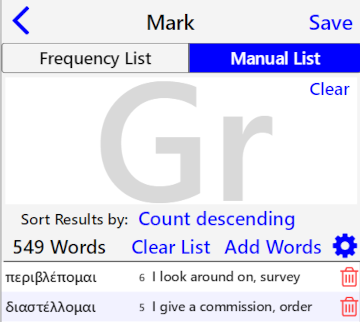 Mark Save
Frequency List Manual List
Clear
Gr
Sort Results by: Count descending
549 Words Clear List Add Words
περιβλέπομαι 6 I look around on, survey
διαστέλλομαι 5 I give a commission, order